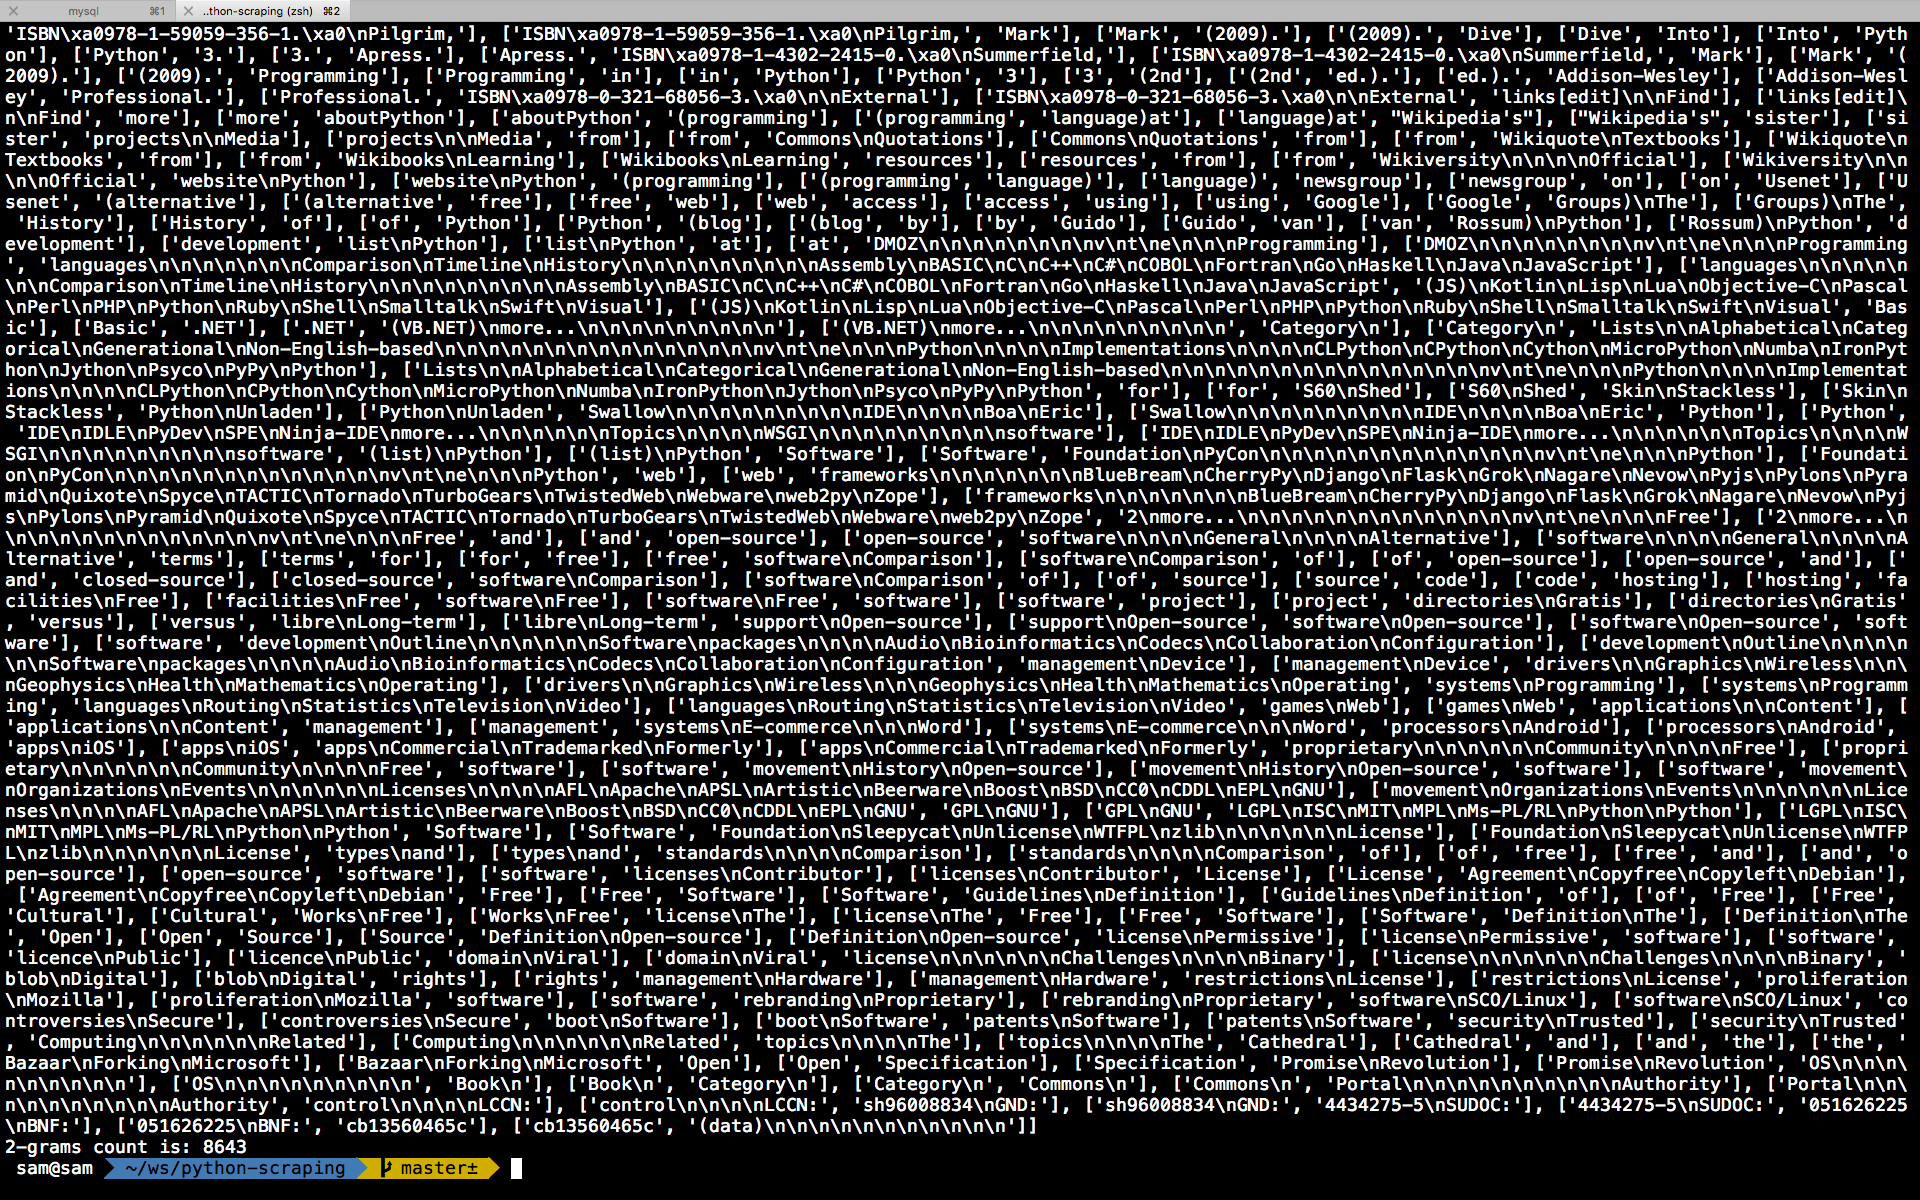 mysql ⌘1 ..thon-scraping (zsh) ⌘2
'ISBN\xa0978-1-59059-356-1.\xa0\nPilgrim,'], ['ISBN\xa0978-1-59059-356-1.\xa0\nPilgrim,', 'Mark'], ['Mark', '(2009).'], ['(2009).', 'Dive'], ['Dive', 'Into'], ['Into', 'Pyth
on'], ['Python', '3.'], ['3.', 'Apress.'], ['Apress.', 'ISBN\xa0978-1-4302-2415-0.\xa0\nSummerfield,'], ['ISBN\xa0978-1-4302-2415-0.\xa0\nSummerfield,', 'Mark'], ['Mark', '(
2009).'], ['(2009).', 'Programming'], ['Programming', 'in'], ['in', 'Python'], ['Python', '3'], ['3', '(2nd'], ['(2nd', 'ed.).'], ['ed.).', 'Addison-Wesley'], ['Addison-Wesl
ey', 'Professional.'], ['Professional.', 'ISBN\xa0978-0-321-68056-3.\xa0\n\nExternal'], ['ISBN\xa0978-0-321-68056-3.\xa0\n\nExternal', 'links[edit]\n\nFind'], ['links[edit]\
n\nFind', 'more'], ['more', 'aboutPython'], ['aboutPython', '(programming'], ['(programming', 'language)at'], ['language)at', "Wikipedia's"], ["Wikipedia's", 'sister'], ['si
ster', 'projects\n\nMedia'], ['projects\n\nMedia', 'from'], ['from', 'Commons\nQuotations'], ['Commons\nQuotations', 'from'], ['from', 'Wikiquote\nTextbooks'], ['Wikiquote\n
Textbooks', 'from'], ['from', 'Wikibooks\nLearning'], ['Wikibooks\nLearning', 'resources'], ['resources', 'from'], ['from', 'Wikiversity\n\n\n\nOfficial'], ['Wikiversity\n\n
\n\nOfficial', 'website\nPython'], ['website\nPython', '(programming'], ['(programming', 'language)'], ['language)', 'newsgroup'], ['newsgroup', 'on'], ['on', 'Usenet'], ['U
senet', '(alternative'], ['(alternative', 'free'], ['free', 'web'], ['web', 'access'], ['access', 'using'], ['using', 'Google'], ['Google', 'Groups)\nThe'], ['Groups)\nThe',
 'History'], ['History', 'of'], ['of', 'Python'], ['Python', '(blog'], ['(blog', 'by'], ['by', 'Guido'], ['Guido', 'van'], ['van', 'Rossum)\nPython'], ['Rossum)\nPython', 'd
evelopment'], ['development', 'list\nPython'], ['list\nPython', 'at'], ['at', 'DMOZ\n\n\n\n\n\n\n\nv\nt\ne\n\n\nProgramming'], ['DMOZ\n\n\n\n\n\n\n\nv\nt\ne\n\n\nProgramming
', 'languages\n\n\n\n\n\n\nComparison\nTimeline\nHistory\n\n\n\n\n\n\n\n\nAssembly\nBASIC\nC\nC++\nC#\nCOBOL\nFortran\nGo\nHaskell\nJava\nJavaScript'], ['languages\n\n\n\n\n
\n\nComparison\nTimeline\nHistory\n\n\n\n\n\n\n\n\nAssembly\nBASIC\nC\nC++\nC#\nCOBOL\nFortran\nGo\nHaskell\nJava\nJavaScript', '(JS)\nKotlin\nLisp\nLua\nObjective-C\nPascal
\nPerl\nPHP\nPython\nRuby\nShell\nSmalltalk\nSwift\nVisual'], ['(JS)\nKotlin\nLisp\nLua\nObjective-C\nPascal\nPerl\nPHP\nPython\nRuby\nShell\nSmalltalk\nSwift\nVisual', 'Bas
ic'], ['Basic', '.NET'], ['.NET', '(VB.NET)\nmore...\n\n\n\n\n\n\n\n\n'], ['(VB.NET)\nmore...\n\n\n\n\n\n\n\n\n', 'Category\n'], ['Category\n', 'Lists\n\nAlphabetical\nCateg
orical\nGenerational\nNon-English-based\n\n\n\n\n\n\n\n\n\n\n\n\n\n\nv\nt\ne\n\n\nPython\n\n\n\nImplementations\n\n\n\nCLPython\nCPython\nCython\nMicroPython\nNumba\nIronPyt
hon\nJython\nPsyco\nPyPy\nPython'], ['Lists\n\nAlphabetical\nCategorical\nGenerational\nNon-English-based\n\n\n\n\n\n\n\n\n\n\n\n\n\n\nv\nt\ne\n\n\nPython\n\n\n\nImplementat
ions\n\n\n\nCLPython\nCPython\nCython\nMicroPython\nNumba\nIronPython\nJython\nPsyco\nPyPy\nPython', 'for'], ['for', 'S60\nShed'], ['S60\nShed', 'Skin\nStackless'], ['Skin\n
Stackless', 'Python\nUnladen'], ['Python\nUnladen', 'Swallow\n\n\n\n\n\n\n\nIDE\n\n\n\nBoa\nEric'], ['Swallow\n\n\n\n\n\n\n\nIDE\n\n\n\nBoa\nEric', 'Python'], ['Python',
 'IDE\nIDLE\nPyDev\nSPE\nNinja-IDE\nmore...\n\n\n\n\n\nTopics\n\n\n\nWSGI\n\n\n\n\n\n\n\nsoftware'], ['IDE\nIDLE\nPyDev\nSPE\nNinja-IDE\nmore...\n\n\n\n\n\nTopics\n\n\n\nW
SGI\n\n\n\n\n\n\n\nsoftware', '(list)\nPython'], ['(list)\nPython', 'Software'], ['Software', 'Foundation\nPyCon\n\n\n\n\n\n\n\n\n\n\n\nv\nt\ne\n\n\nPython'], ['Foundati
on\nPyCon\n\n\n\n\n\n\n\n\n\n\n\nv\nt\ne\n\n\nPython', 'web'], ['web', 'frameworks\n\n\n\n\n\n\nBlueBream\nCherryPy\nDjango\nFlask\nGrok\nNagare\nNevow\nPyjs\nPylons\nPyra
mid\nQuixote\nSpyce\nTACTIC\nTornado\nTurboGears\nTwistedWeb\nWebware\nweb2py\nZope'], ['frameworks\n\n\n\n\n\n\nBlueBream\nCherryPy\nDjango\nFlask\nGrok\nNagare\nNevow\nPyj
s\nPylons\nPyramid\nQuixote\nSpyce\nTACTIC\nTornado\nTurboGears\nTwistedWeb\nWebware\nweb2py\nZope', '2\nmore...\n\n\n\n\n\n\n\n\n\n\n\nv\nt\ne\n\n\nFree'], ['2\nmore...\n
\n\n\n\n\n\n\n\n\n\n\nv\nt\ne\n\n\nFree', 'and'], ['and', 'open-source'], ['open-source', 'software\n\n\n\nGeneral\n\n\n\nAlternative'], ['software\n\n\n\nGeneral\n\n\n\nA
lternative', 'terms'], ['terms', 'for'], ['for', 'free'], ['free', 'software\nComparison'], ['software\nComparison', 'of'], ['of', 'open-source'], ['open-source', 'and'], ['
and', 'closed-source'], ['closed-source', 'software\nComparison'], ['software\nComparison', 'of'], ['of', 'source'], ['source', 'code'], ['code', 'hosting'], ['hosting', 'fa
cilities\nFree'], ['facilities\nFree', 'software\nFree'], ['software\nFree', 'software'], ['software', 'project'], ['project', 'directories\nGratis'], ['directories\nGratis'
, 'versus'], ['versus', 'libre\nLong-term'], ['libre\nLong-term', 'support\nOpen-source'], ['support\nOpen-source', 'software\nOpen-source'], ['software\nOpen-source', 'soft
ware'], ['software', 'development\nOutline\n\n\n\n\n\nSoftware\npackages\n\n\n\nAudio\nBioinformatics\nCodecs\nCollaboration\nConfiguration'], ['development\nOutline\n\n\n\n
\n\nSoftware\npackages\n\n\n\nAudio\nBioinformatics\nCodecs\nCollaboration\nConfiguration', 'management\nDevice'], ['management\nDevice', 'drivers\n\nGraphics\nWireless\n\n\
nGeophysics\nHealth\nMathematics\nOperating'], ['drivers\n\nGraphics\nWireless\n\n\nGeophysics\nHealth\nMathematics\nOperating', 'systems\nProgramming'], ['systems\nProgramm
ing', 'languages\nRouting\nStatistics\nTelevision\nVideo'], ['languages\nRouting\nStatistics\nTelevision\nVideo', 'games\nWeb'], ['games\nWeb', 'applications\n\nContent'], [
'applications\n\nContent', 'management'], ['management', 'systems\nE-commerce\n\n\nWord'], ['systems\nE-commerce\n\n\nWord', 'processors\nAndroid'], ['processors\nAndroid',
'apps\niOS'], ['apps\niOS', 'apps\nCommercial\nTrademarked\nFormerly'], ['apps\nCommercial\nTrademarked\nFormerly', 'proprietary\n\n\n\n\n\nCommunity\n\n\n\nFree'], ['propri
etary\n\n\n\n\n\nCommunity\n\n\n\nFree', 'software'], ['software', 'movement\nHistory\nOpen-source'], ['movement\nHistory\nOpen-source', 'software'], ['software', 'movement\
nOrganizations\nEvents\n\n\n\n\n\nLicenses\n\n\n\nAFL\nApache\nAPSL\nArtistic\nBeerware\nBoost\nBSD\nCC0\nCDDL\nEPL\nGNU'], ['movement\nOrganizations\nEvents\n\n\n\n\n\nLice
nses\n\n\n\nAFL\nApache\nAPSL\nArtistic\nBeerware\nBoost\nBSD\nCC0\nCDDL\nEPL\nGNU', 'GPL\nGNU'], ['GPL\nGNU', 'LGPL\nISC\nMIT\nMPL\nMs-PL/RL\nPython\nPython'], ['LGPL\nISC
\nMIT\nMPL\nMs-PL/RL\nPython\nPython', 'Software'], ['Software', 'Foundation\nSleepycat\nUnlicense\nWTFPL\nzlib\n\n\n\n\n\nLicense'], ['Foundation\nSleepycat\nUnlicense\nWTFP
L\nzlib\n\n\n\n\n\nLicense', 'types\nand'], ['types\nand', 'standards\n\n\n\nComparison'], ['standards\n\n\n\nComparison', 'of'], ['of', 'free'], ['free', 'and'], ['and', 'o
pen-source'], ['open-source', 'software'], ['software', 'licenses\nContributor'], ['licenses\nContributor', 'License'], ['License', 'Agreement\nCopyfree\nCopyleft\nDebian'],
 ['Agreement\nCopyfree\nCopyleft\nDebian', 'Free'], ['Free', 'Software'], ['Software', 'Guidelines\nDefinition'], ['Guidelines\nDefinition', 'of'], ['of', 'Free'], ['Free',
'Cultural'], ['Cultural', 'Works\nFree'], ['Works\nFree', 'license\nThe'], ['license\nThe', 'Free'], ['Free', 'Software'], ['Software', 'Definition\nThe'], ['Definition\nThe
', 'Open'], ['Open', 'Source'], ['Source', 'Definition\nOpen-source'], ['Definition\nOpen-source', 'license\nPermissive'], ['license\nPermissive', 'software'], ['software',
'licence\nPublic'], ['licence\nPublic', 'domain\nViral'], ['domain\nViral', 'license\n\n\n\n\nChallenges\n\n\n\nBinary'], ['license\n\n\n\n\nChallenges\n\n\n\nBinary', '
blob\nDigital'], ['blob\nDigital', 'rights'], ['rights', 'management\nHardware'], ['management\nHardware', 'restrictions\nLicense'], ['restrictions\nLicense', 'proliferation
\nMozilla'], ['proliferation\nMozilla', 'software'], ['software', 'rebranding\nProprietary'], ['rebranding\nProprietary', 'software\nSCO/Linux'], ['software\nSCO/Linux', 'co
ntroversies\nSecure'], ['controversies\nSecure', 'boot\nSoftware'], ['boot\nSoftware', 'patents\nSoftware'], ['patents\nSoftware', 'security\nTrusted'], ['security\nTrusted'
, 'Computing\n\n\n\n\nRelated'], ['Computing\n\n\n\n\nRelated', 'topics\n\n\n\nThe'], ['topics\n\n\n\nThe', 'Cathedral'], ['Cathedral', 'and'], ['and', 'the'], ['the', '
Bazaar\nForking\nMicrosoft'], ['Bazaar\nForking\nMicrosoft', 'Open'], ['Open', 'Specification'], ['Specification', 'Promise\nRevolution'], ['Promise\nRevolution', 'OS\n\n\n\
n\n\n\n\n\n'], ['OS\n\n\n\n\n\n\n\n\n', 'Book\n'], ['Book\n', 'Category\n'], ['Category\n', 'Commons\n'], ['Commons\n', 'Portal\n\n\n\n\n\n\n\n\nAuthority'], ['Portal\n\n\
n\n\n\n\n\n\nAuthority', 'control\n\n\n\nLCCN:'], ['control\n\n\n\nLCCN:', 'sh96008834\nGND:'], ['sh96008834\nGND:', '4434275-5\nSUDOC:'], ['4434275-5\nSUDOC:', '051626225
\nBNF:'], ['051626225\nBNF:', 'cb13560465c'], ['cb13560465c', '(data)\n\n\n\n\n\n\n\n\n\n\n']]
2-grams count is: 8643
sam@sam ~/ws/python-scraping master±